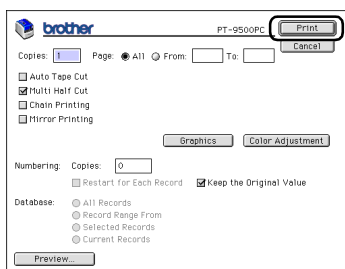 brother PT-9500PC Print
Cancel
Copies: 1 Page: All From: To:
Auto Tape Cut
Multi Half Cut
Chain Printing
Mirror Printing
Graphics Color Adjustment
Numbering: Copies: 0
Restart for Each Record Keep the Original Value
Database: All Records
Record Range From
Selected Records
Current Records
Preview...